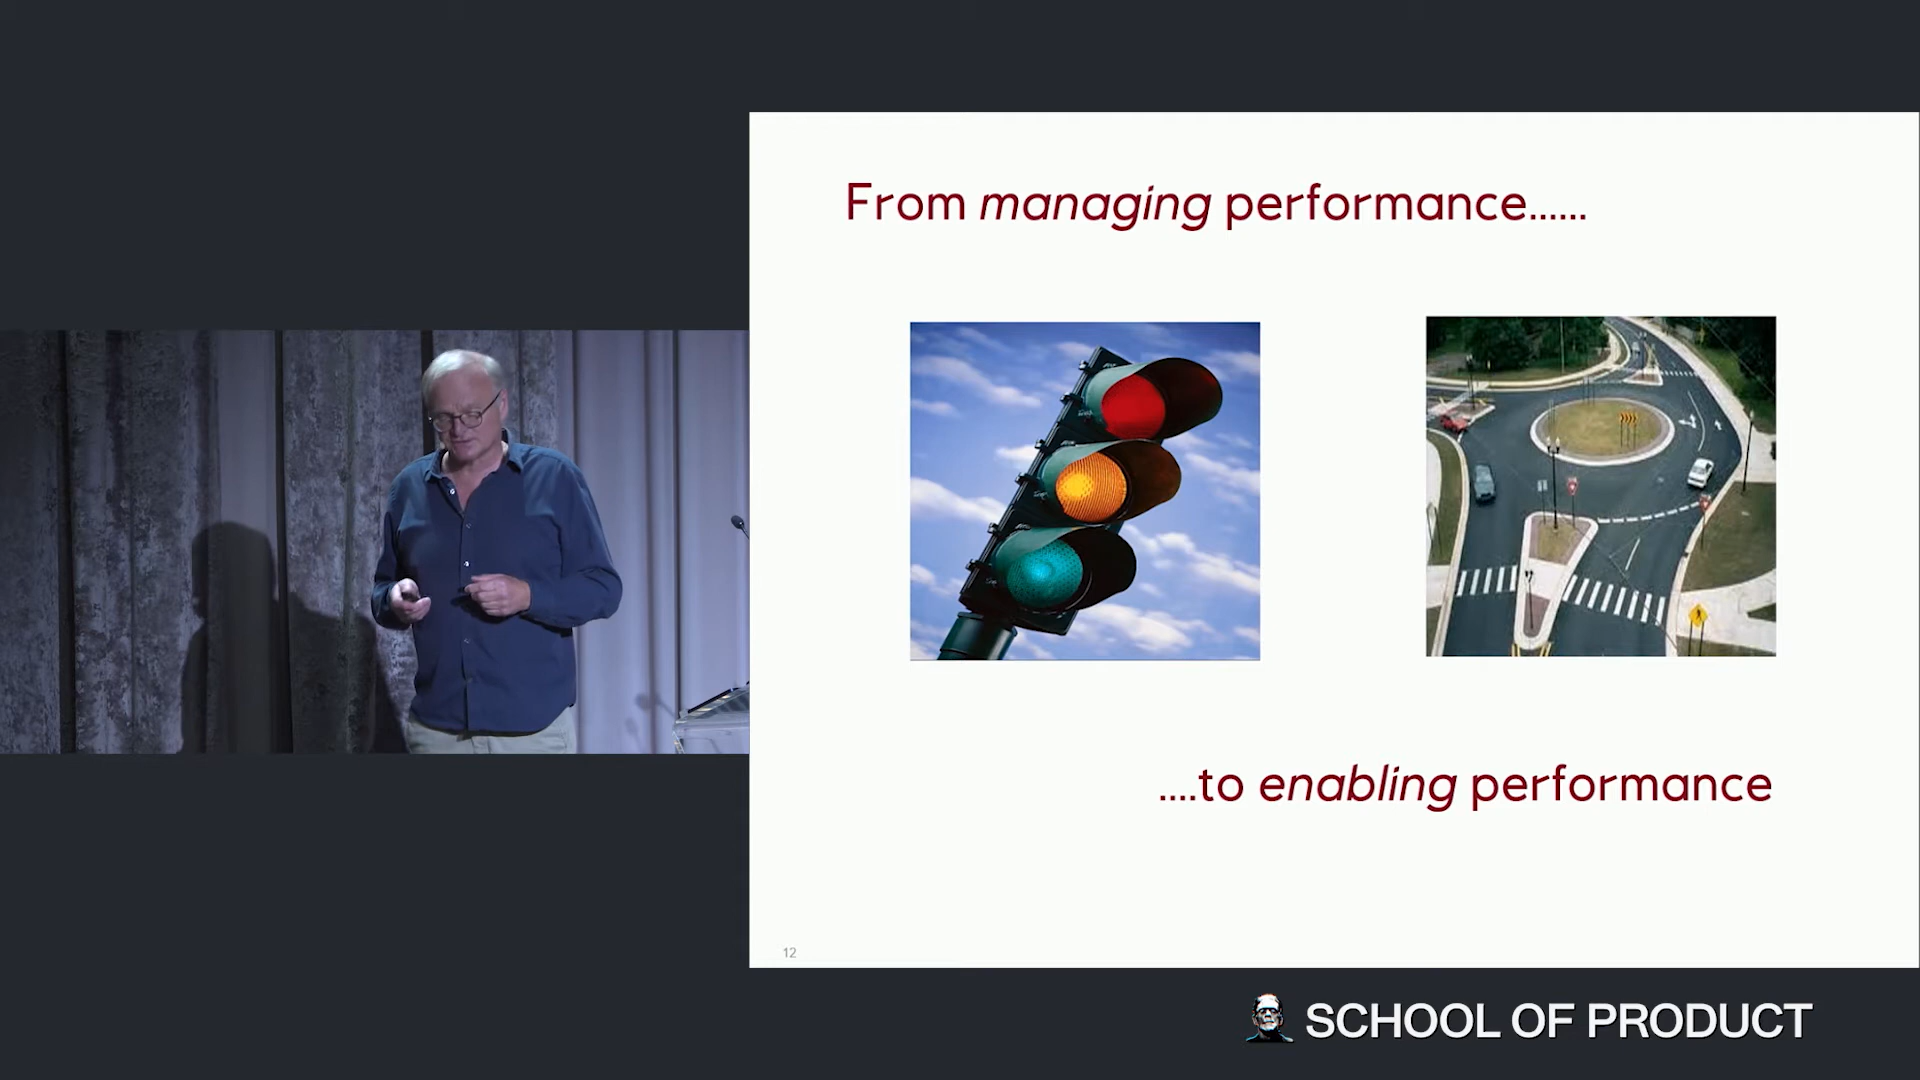 From managing performance......
....to enabling performance
12
SCHOOL OF PRODUCT